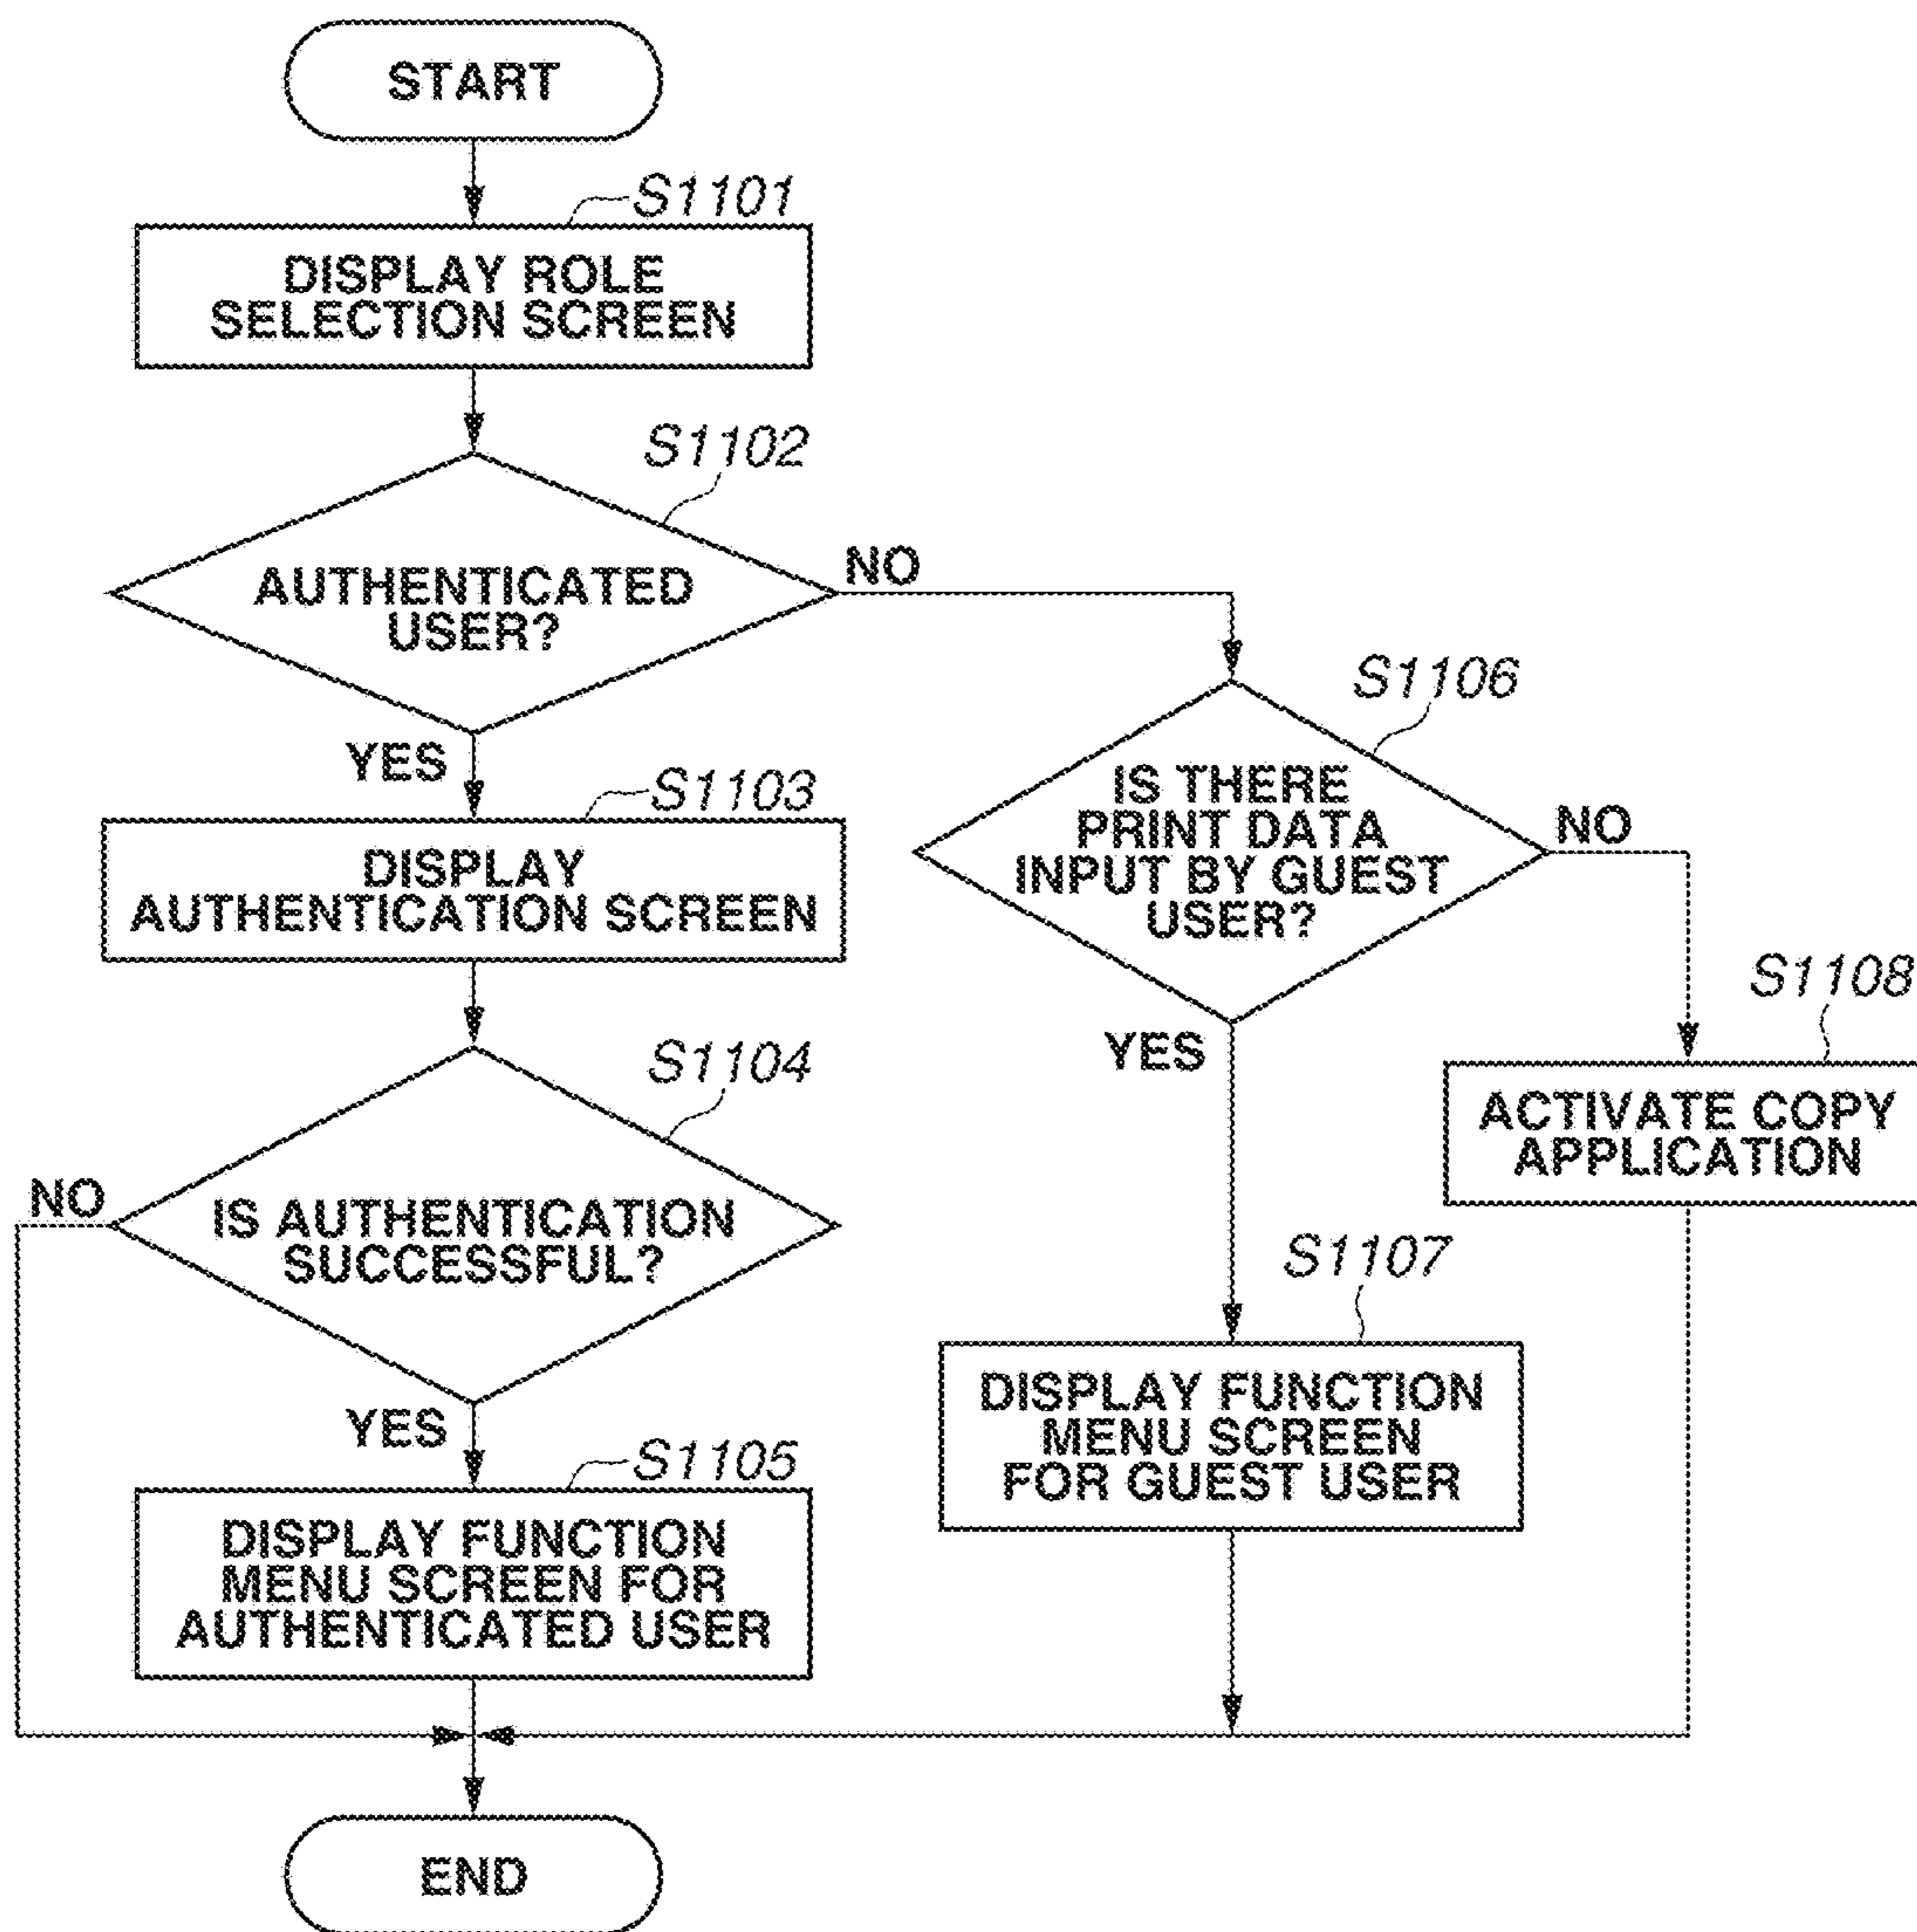 START
S1101
DISPLAY ROLE
SELECTION SCREEN
S1102
AUTHENTICATED
USER?
NO
YES
S1103
DISPLAY
AUTHENTICATION SCREEN
S1104
IS AUTHENTICATION
SUCCESSFUL?
NO
YES
S1105
DISPLAY FUNCTION
MENU SCREEN FOR
AUTHENTICATED USER
S1106
IS THERE
PRINT DATA
INPUT BY GUEST
USER?
NO
YES
S1108
ACTIVATE COPY
APPLICATION
S1107
DISPLAY FUNCTION
MENU SCREEN
FOR GUEST USER
END